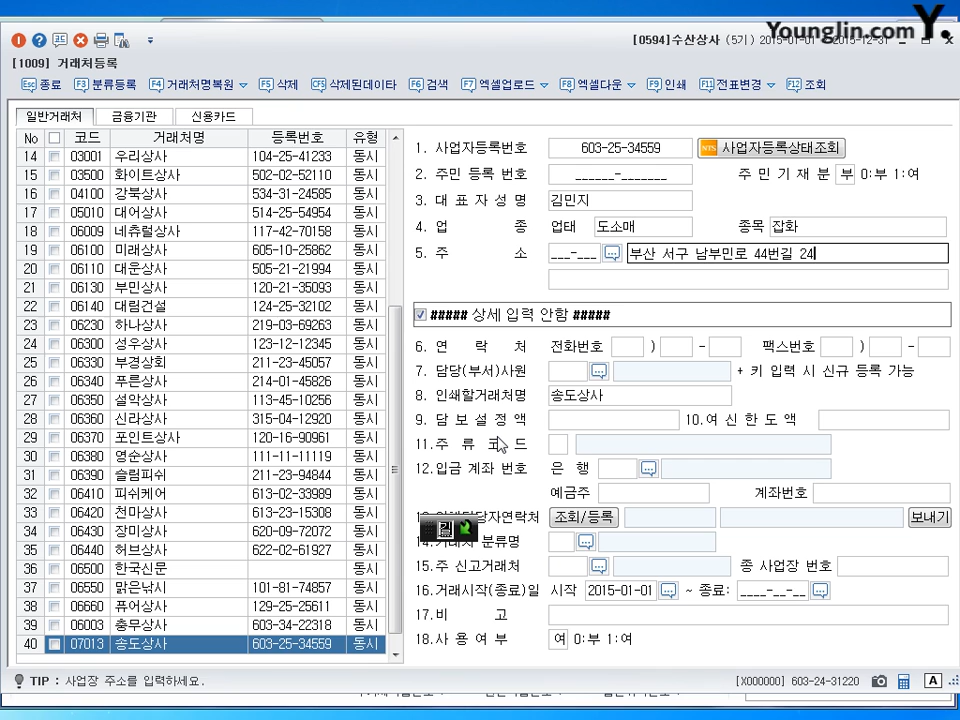 Younglin.com Y.
[0594]수산상사 (5기) 2015-01-01 2015-12-31
[1009] 거래처등록
Esc 종료 F3 분류등록 F4 거래처명복원 F5 삭제 CF5 삭제된데이타 F6 검색 F7 엑셀업로드 F8 엑셀다운 F9 인쇄 F11 전표변경 F12 조회
일반거래처 금융기관 신용카드
No 코드 거래처명 등록번호 유형
14 03001 우리상사 104-25-41233 동시
15 03500 화이트상사 502-02-52110 동시
16 04100 강북상사 534-31-24585 동시
17 05010 대어상사 514-25-54954 동시
18 06009 네츄럴상사 117-42-70158 동시
19 06100 미래상사 605-10-25862 동시
20 06110 대운상사 505-21-21994 동시
21 06130 부민상사 120-21-35093 동시
22 06140 대림건설 124-25-32102 동시
23 06230 하나상사 219-03-69263 동시
24 06300 성우상사 123-12-12345 동시
25 06330 부경상회 211-23-45057 동시
26 06340 푸른상사 214-01-45826 동시
27 06350 설악상사 113-45-10256 동시
28 06360 신라상사 315-04-12920 동시
29 06370 포인트상사 120-16-90961 동시
30 06380 영순상사 111-11-11119 동시
31 06390 슬림피쉬 211-23-94844 동시
32 06410 피쉬케어 613-02-33989 동시
33 06420 천마상사 613-23-15308 동시
34 06430 장미상사 620-09-72072 동시
35 06440 허브상사 622-02-61927 동시
36 06500 한국신문 동시
37 06550 맑은낚시 101-81-74857 동시
38 06660 퓨어상사 129-25-25611 동시
39 06003 충무상사 603-34-22318 동시
40 07013 송도상사 603-25-34559 동시
1. 사업자등록번호 603-25-34559 NTS 사업자등록상태조회
2. 주민 등록 번호 ______-_______ 주 민 기 재 분 부 0:부 1:여
3. 대 표 자 성 명 김민지
4. 업 종 업태 도소매 종목 잡화
5. 주 소 ___-___ 부산 서구 남부민로 44번길 24
##### 상세 입력 안함 #####
6. 연 락 처 전화번호 ) - 팩스번호 ) -
7. 담당(부서)사원 + 키 입력 시 신규 등록 가능
8. 인쇄할거래처명 송도상사
9. 담 보 설 정 액 10.여 신 한 도 액
11.주 류 코 드
12.입금 계좌 번호 은 행
예금주 계좌번호
당자연락처 조회/등록 보내기
14. 분류명
15.주 신고거래처 종 사업장 번호
16.거래시작(종료)일 시작 2015-01-01 ~ 종료: ____-__-__
17.비 고
18.사 용 여 부 여 0:부 1:여
TIP : 사업장 주소를 입력하세요. [X000000] 603-24-31220 A